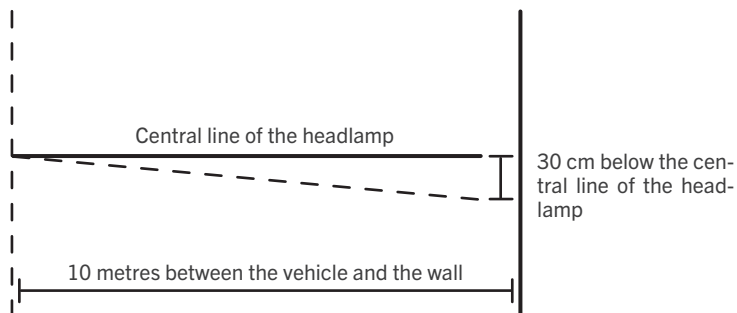 Central line of the headlamp
30 cm below the cen-
tral line of the head-
lamp
10 metres between the vehicle and the wall